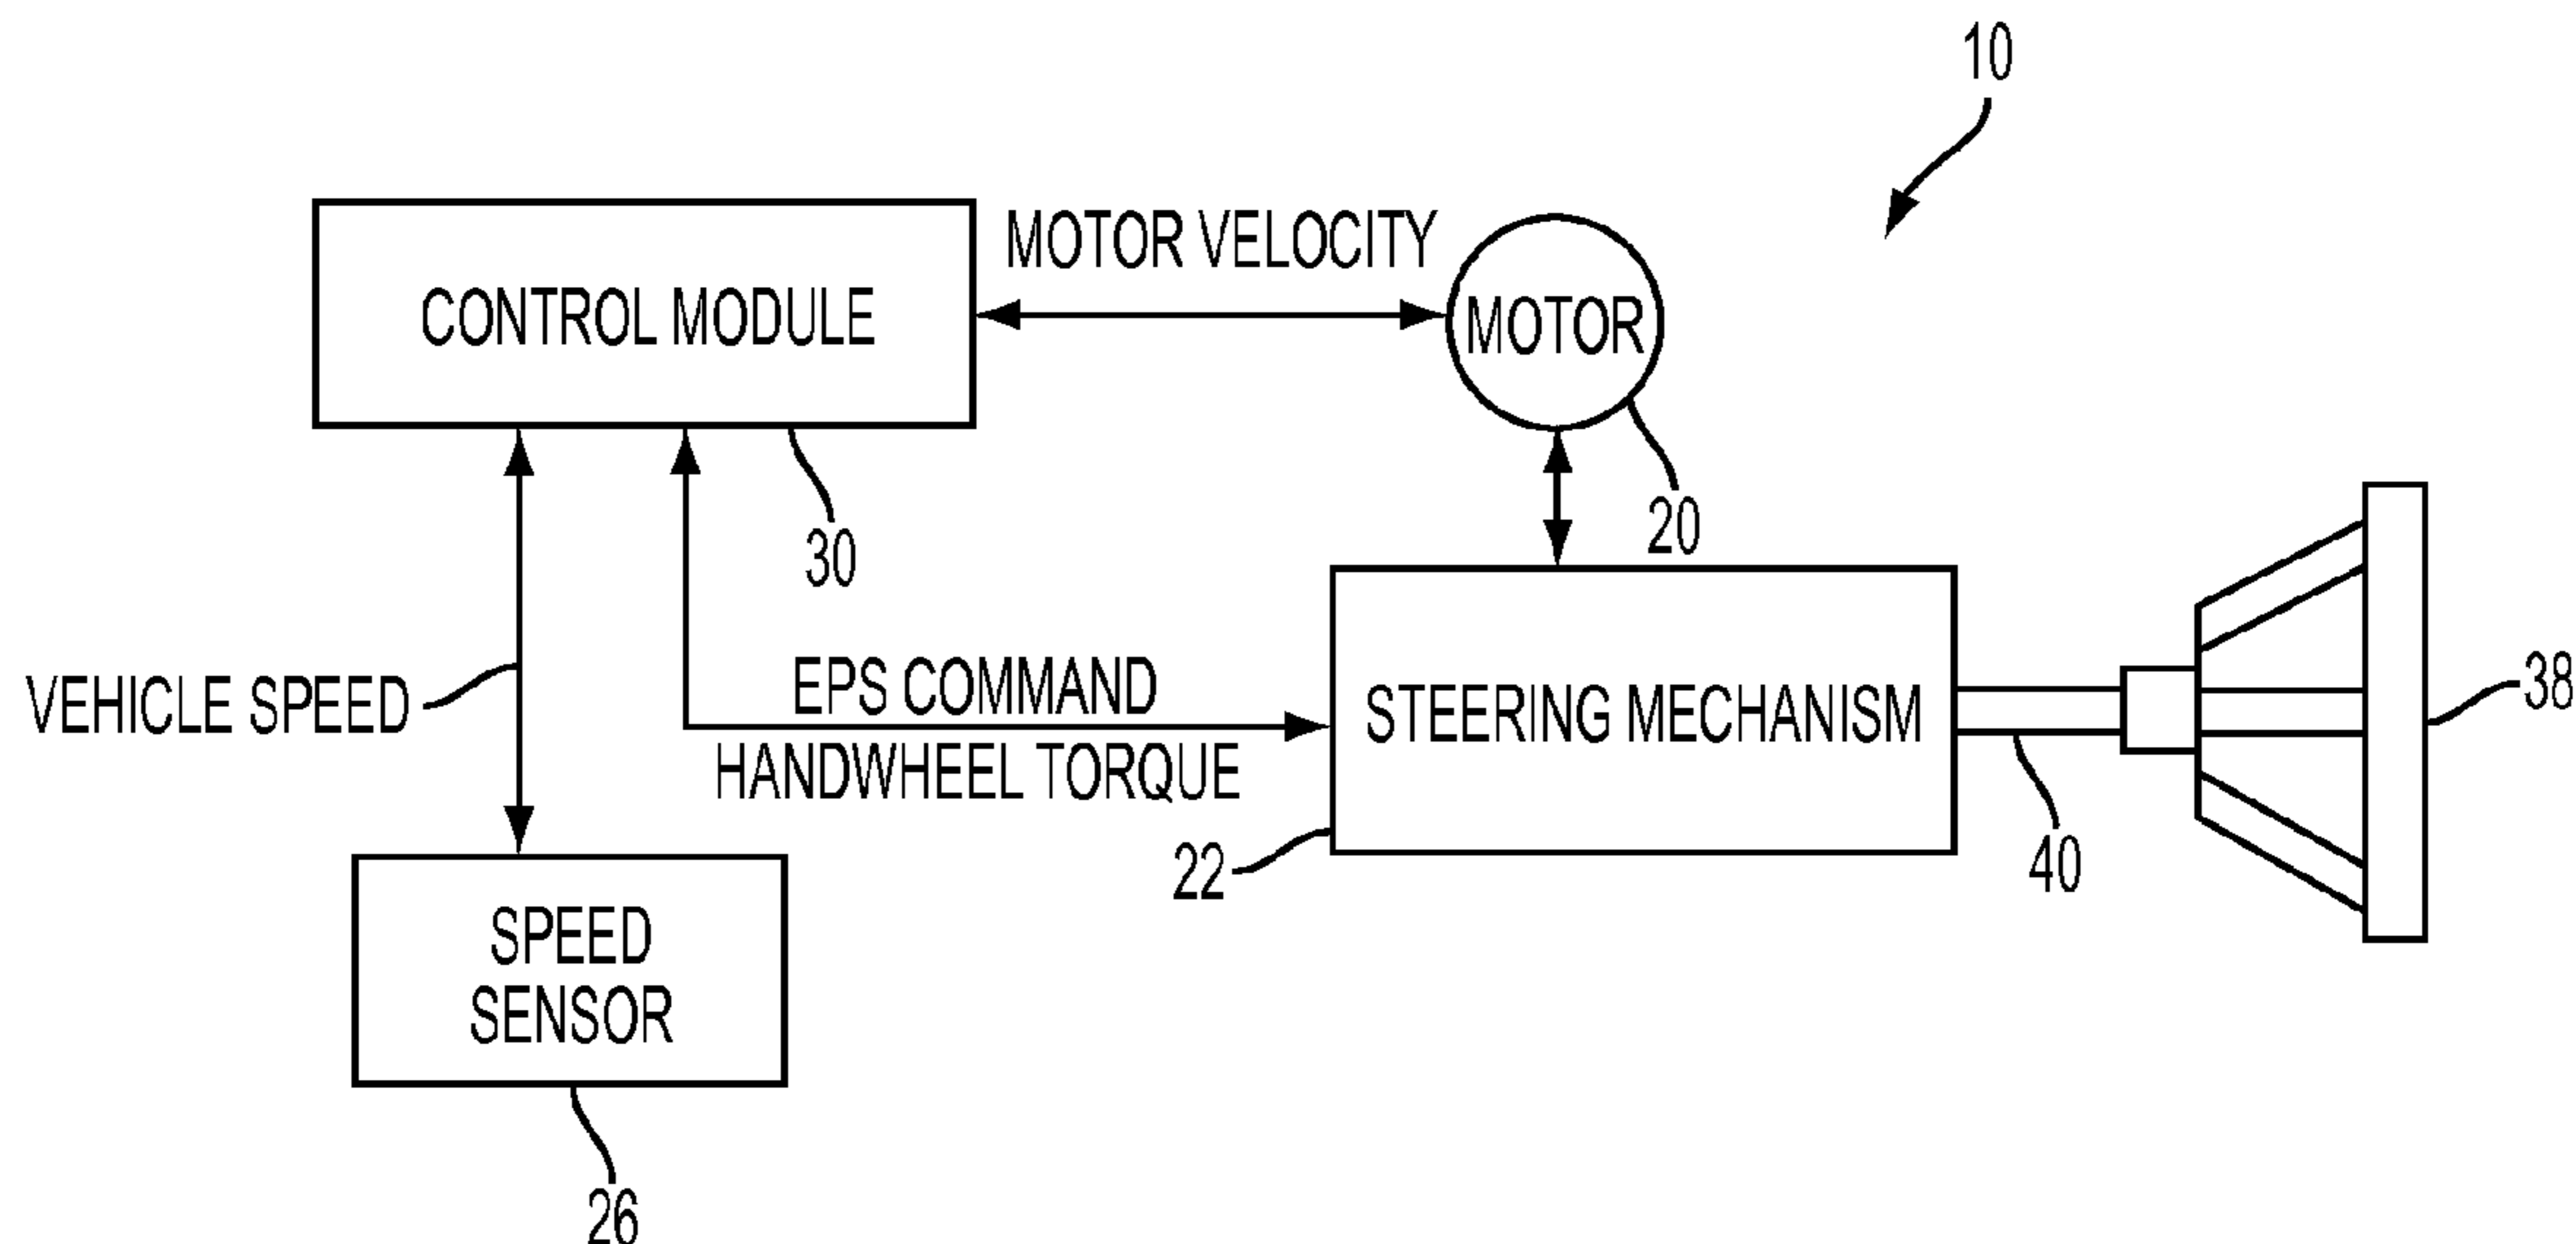 10
MOTOR VELOCITY
CONTROL MODULE
MOTOR
20
30
38
EPS COMMAND
VEHICLE SPEED
STEERING MECHANISM
HANDWHEEL TORQUE
22
40
SPEED
SENSOR
26